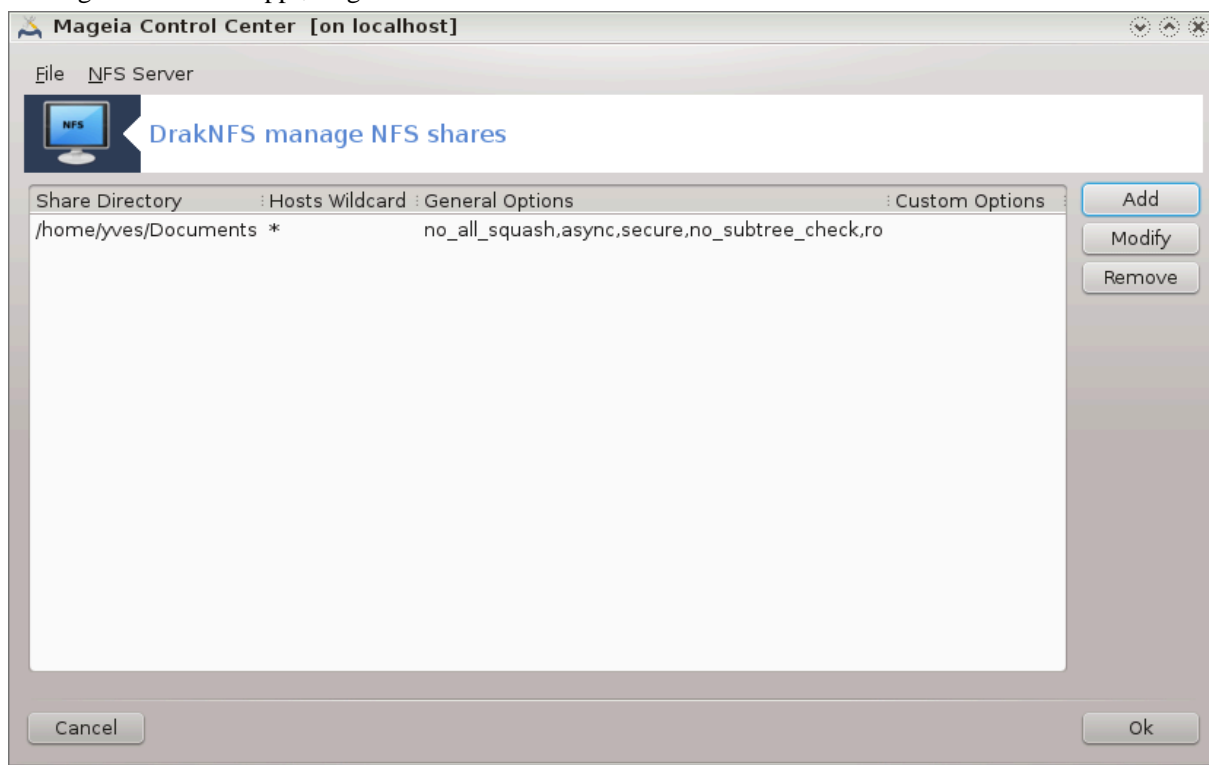 Mageia Control Center [on localhost]
File NFS Server
NFS
DrakNFS manage NFS shares
Share Directory Hosts Wildcard General Options Custom Options
/home/yves/Documents * no_all_squash,async,secure,no_subtree_check,ro
Add
Modify
Remove
Cancel Ok